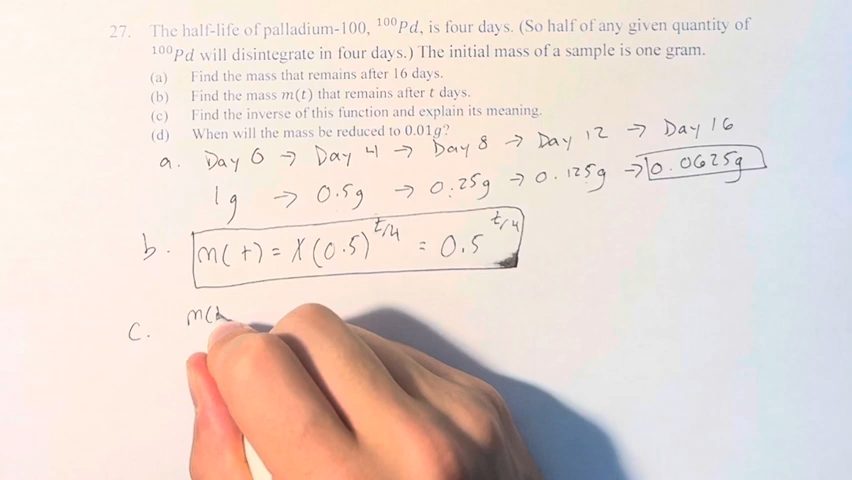 27. The half-life of palladium-100, ¹⁰⁰Pd, is four days. (So half of any given quantity of
¹⁰⁰Pd will disintegrate in four days.) The initial mass of a sample is one gram.
(a) Find the mass that remains after 16 days.
(b) Find the mass m(t) that remains after t days.
(c) Find the inverse of this function and explain its meaning.
(d) When will the mass be reduced to 0.01g?
a. Day 0 → Day 4 → Day 8 → Day 12 → Day 16
1g → 0.5g → 0.25g → 0.125g → 0.0625g
b. m(t) = 1(0.5)^t/4 = 0.5^t/4
c. m(